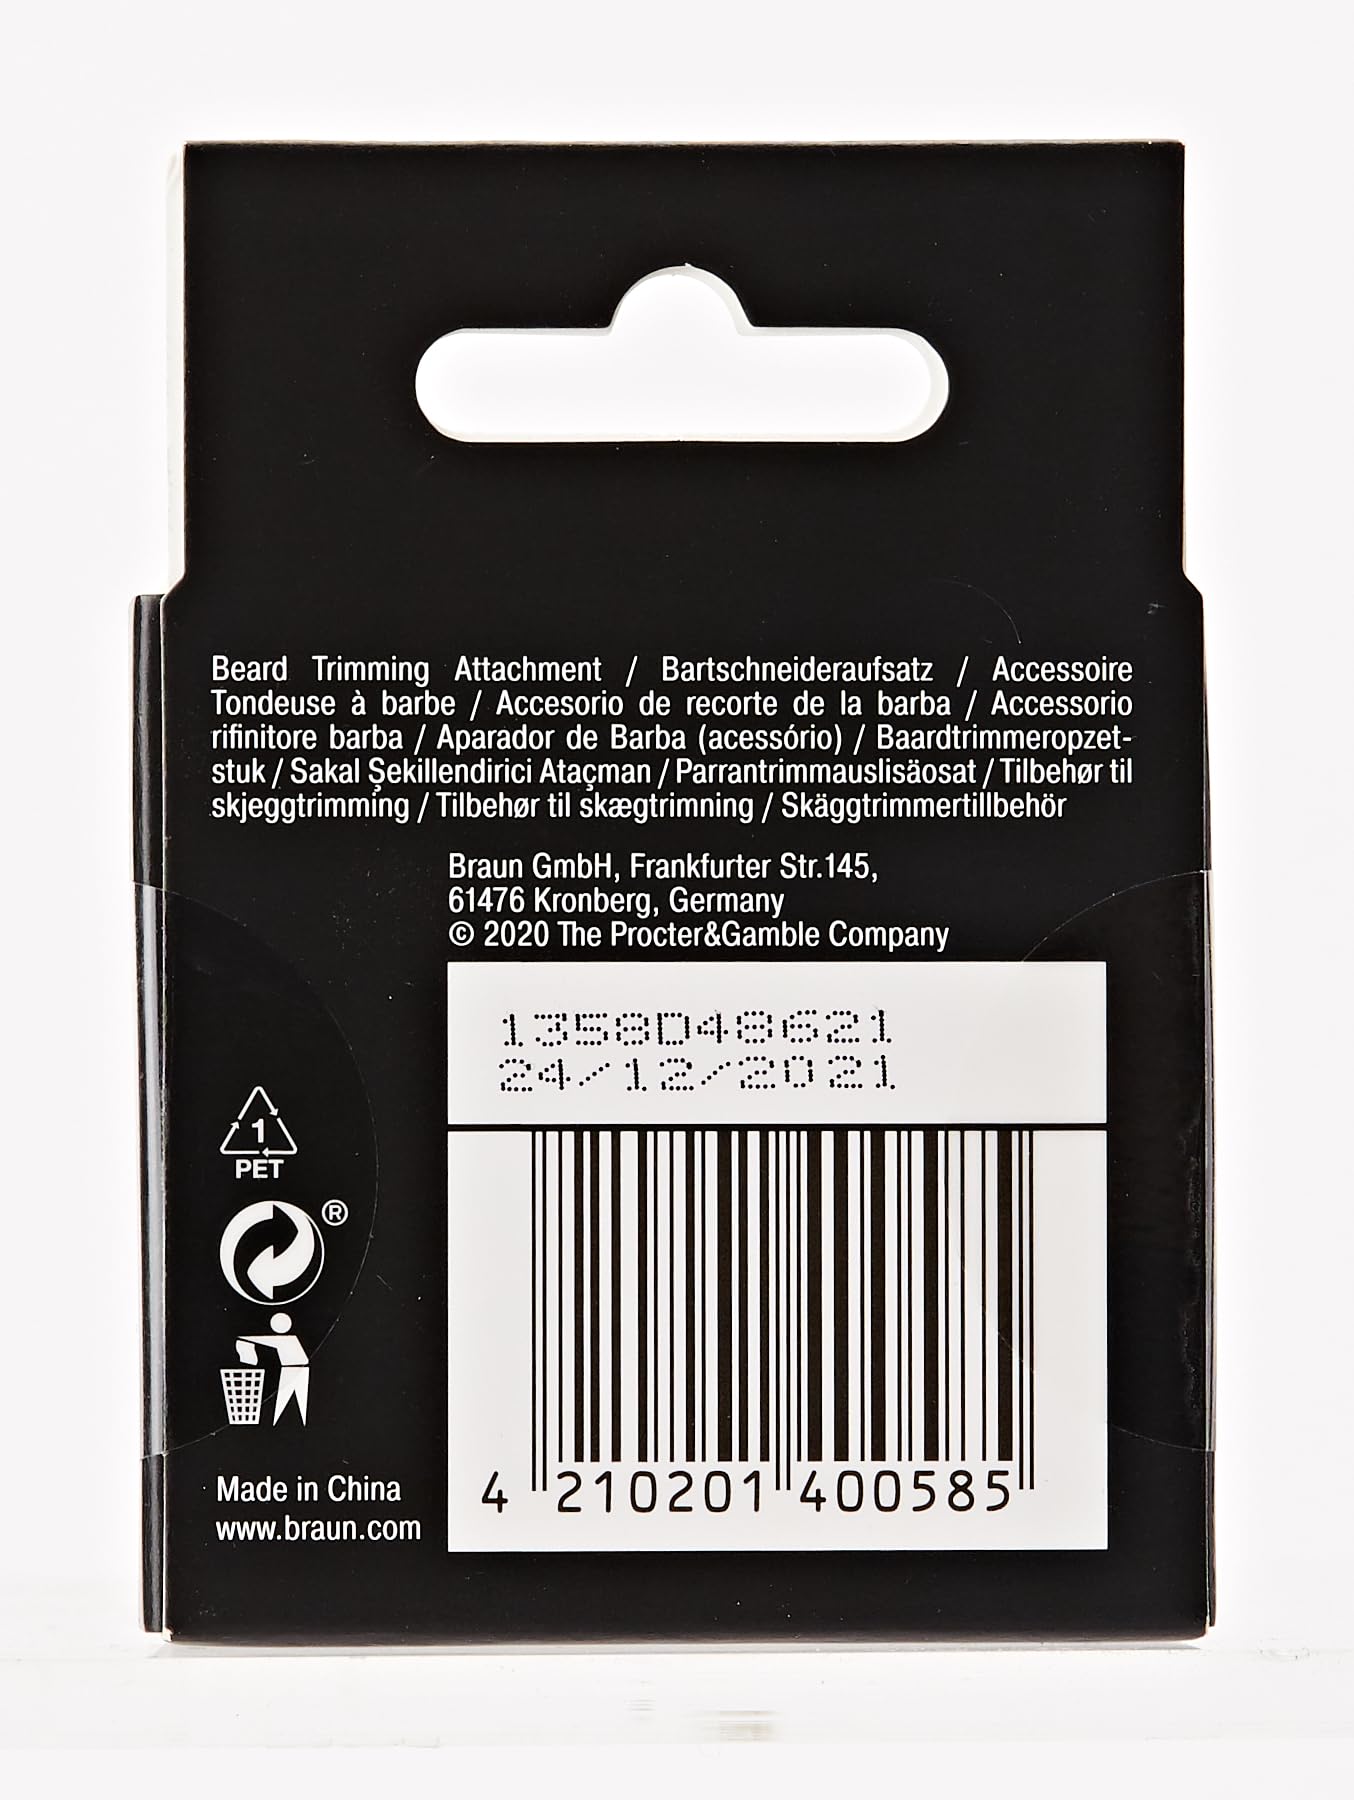 Beard Trimming Attachment / Bartschneideraufsatz / Accessoire
Tondeuse à barbe / Accesorio de recorte de la barba / Accessorio
rifinitore barba / Aparador de Barba (acessório) / Baardtrimmeropzet-
stuk / Sakal Şekillendirici Ataçman / Parrantrimmauslisäosat / Tilbehør til
skjeggtrimming / Tilbehør til skægtrimning / Skäggtrimmertillbehör
Braun GmbH, Frankfurter Str.145,
61476 Kronberg, Germany
© 2020 The Procter&Gamble Company
1358D48621
24/12/2021
1
PET
®
Made in China
www.braun.com
4 210201 400585